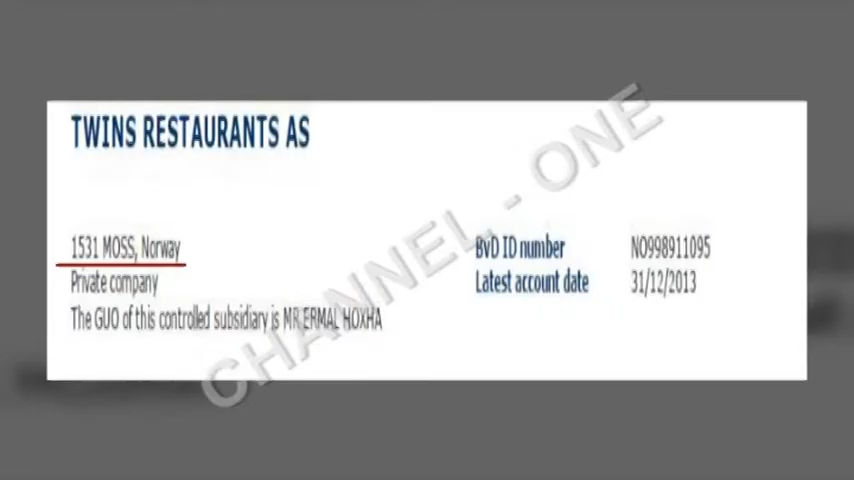 TWINS RESTAURANTS AS
1531 MOSS, Norway
BvD ID number
NO998911095
Private company
Latest account date
31/12/2013
The GUO of this controlled subsidiary is MR ERMAL HOXHA
CHANNEL - ONE